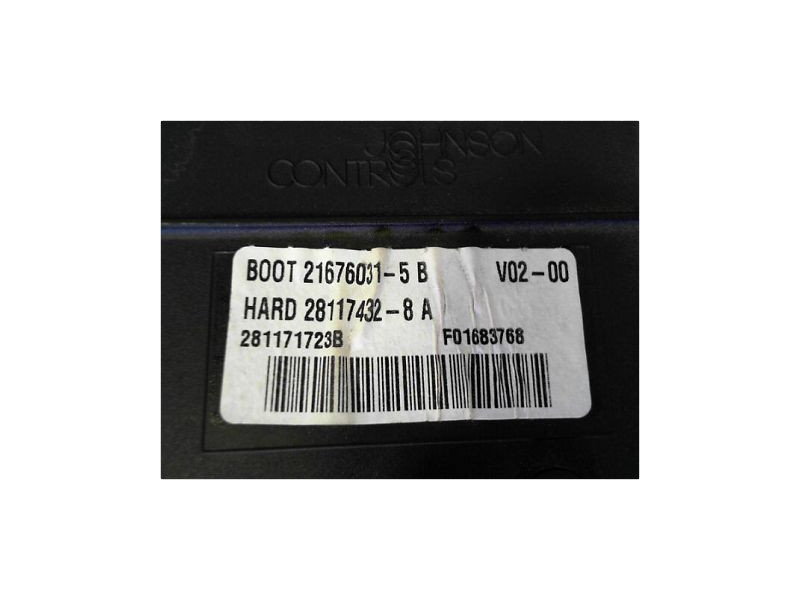 JOHNSON
CONTROLS
BOOT 21676031-5 B V02-00
HARD 28117432-8 A
281171723B F01683768